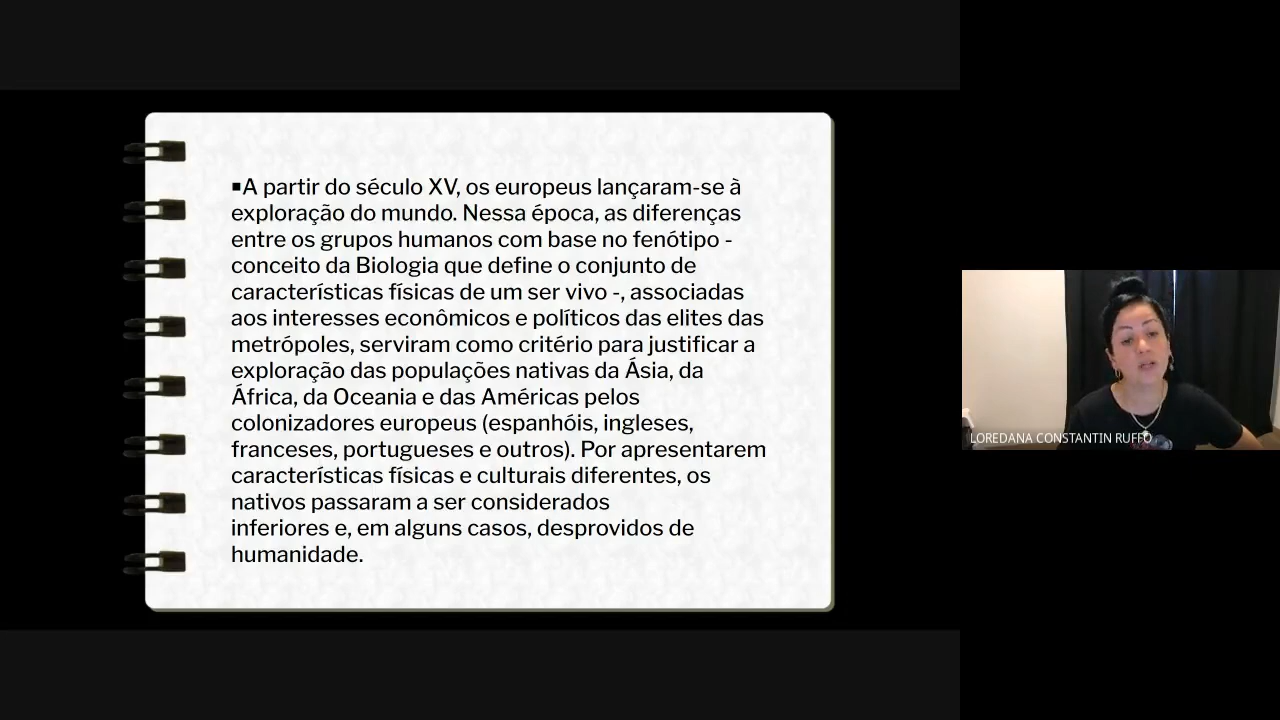 ▪A partir do século XV, os europeus lançaram-se à
exploração do mundo. Nessa época, as diferenças
entre os grupos humanos com base no fenótipo -
conceito da Biologia que define o conjunto de
características físicas de um ser vivo -, associadas
aos interesses econômicos e políticos das elites das
metrópoles, serviram como critério para justificar a
exploração das populações nativas da Ásia, da
África, da Oceania e das Américas pelos
colonizadores europeus (espanhóis, ingleses,
franceses, portugueses e outros). Por apresentarem
características físicas e culturais diferentes, os
nativos passaram a ser considerados
inferiores e, em alguns casos, desprovidos de
humanidade.
LOREDANA CONSTANTIN RUFFO